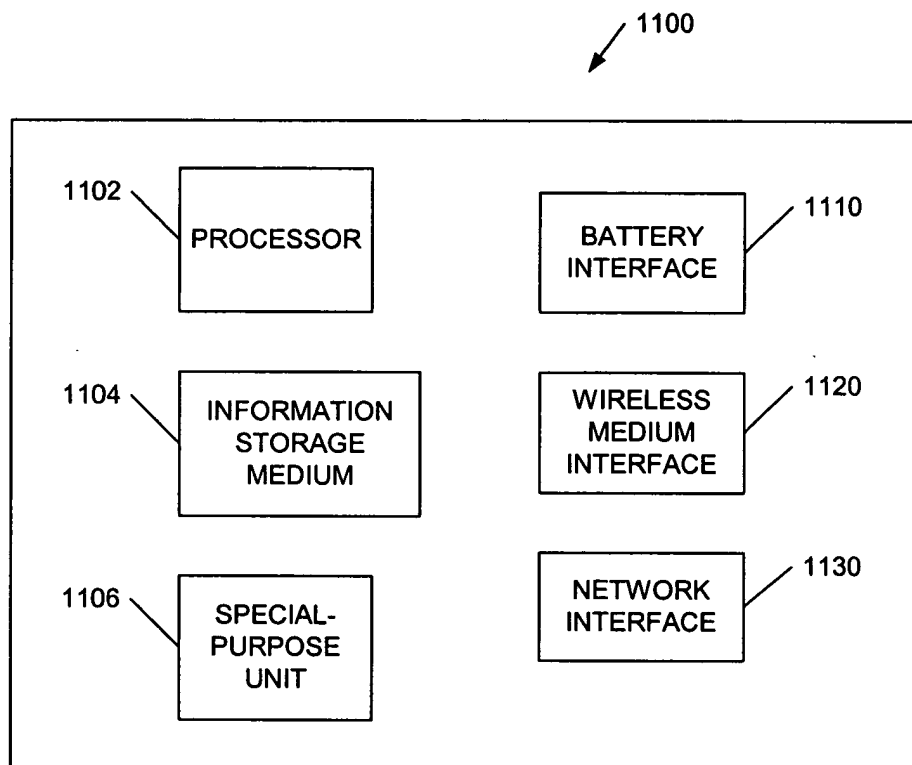 1100
1102
PROCESSOR
1110
BATTERY
INTERFACE
1104
INFORMATION
STORAGE
MEDIUM
1120
WIRELESS
MEDIUM
INTERFACE
1106
SPECIAL-
PURPOSE
UNIT
1130
NETWORK
INTERFACE